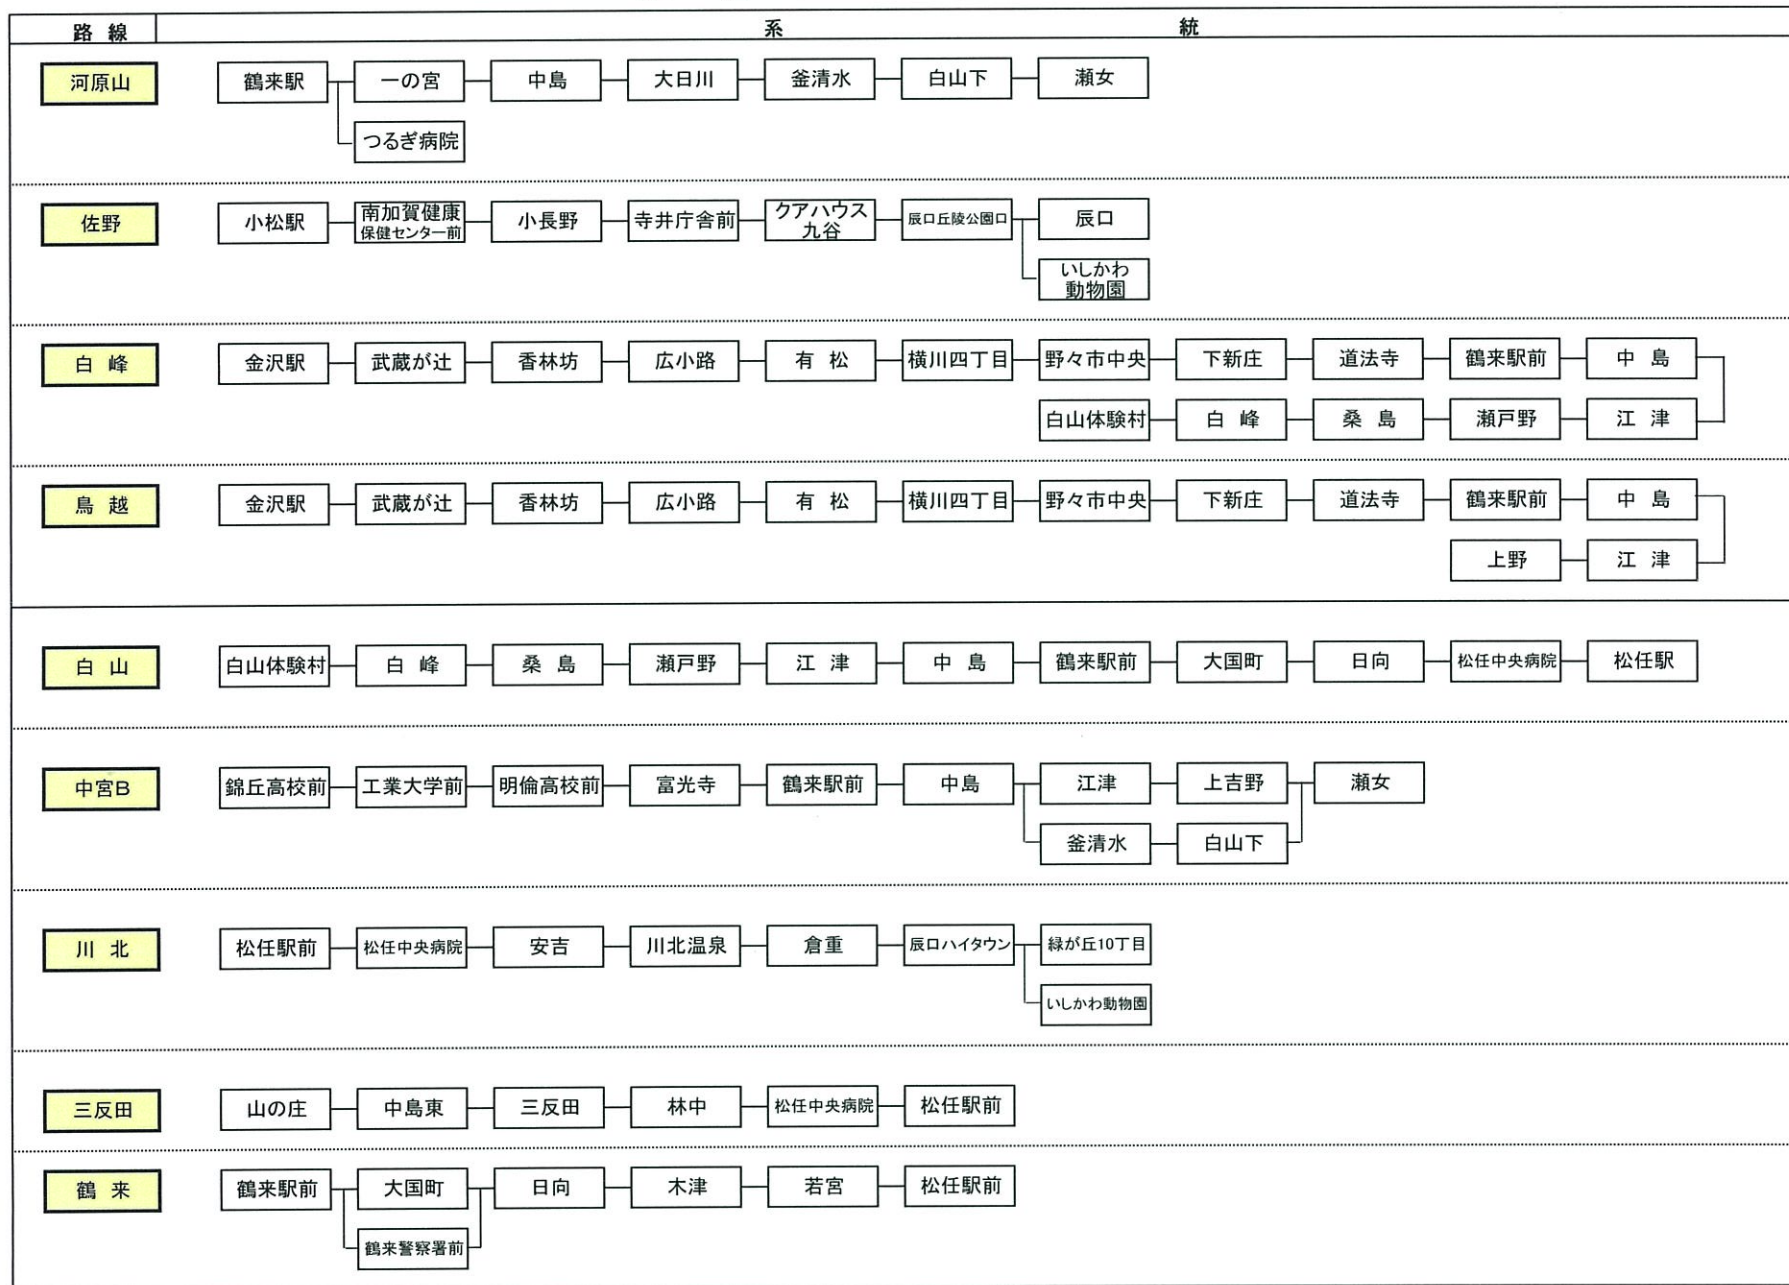 路線 系統
河原山 鶴来駅 一の宮 中島 大日川 釜清水 白山下 瀬女
つるぎ病院
佐野 小松駅 南加賀健康 保健センター前 小長野 寺井庁舎前 クアハウス 九谷 辰口丘陵公園口 辰口
いしかわ
動物園
白峰 金沢駅 武蔵が辻 香林坊 広小路 有松 横川四丁目 野々市中央 下新庄 道法寺 鶴来駅前 中島
白山体験村 白峰 桑島 瀬戸野 江津
鳥越 金沢駅 武蔵が辻 香林坊 広小路 有松 横川四丁目 野々市中央 下新庄 道法寺 鶴来駅前 中島
上野 江津
白山 白山体験村 白峰 桑島 瀬戸野 江津 中島 鶴来駅前 大国町 日向 松任中央病院 松任駅
中宮B 錦丘高校前 工業大学前 明倫高校前 富光寺 鶴来駅前 中島 江津 上吉野 瀬女
釜清水 白山下
川北 松任駅前 松任中央病院 安吉 川北温泉 倉重 辰口ハイタウン 緑が丘10丁目
いしかわ動物園
三反田 山の庄 中島東 三反田 林中 松任中央病院 松任駅前
鶴来 鶴来駅前 大国町 日向 木津 若宮 松任駅前
鶴来警察署前